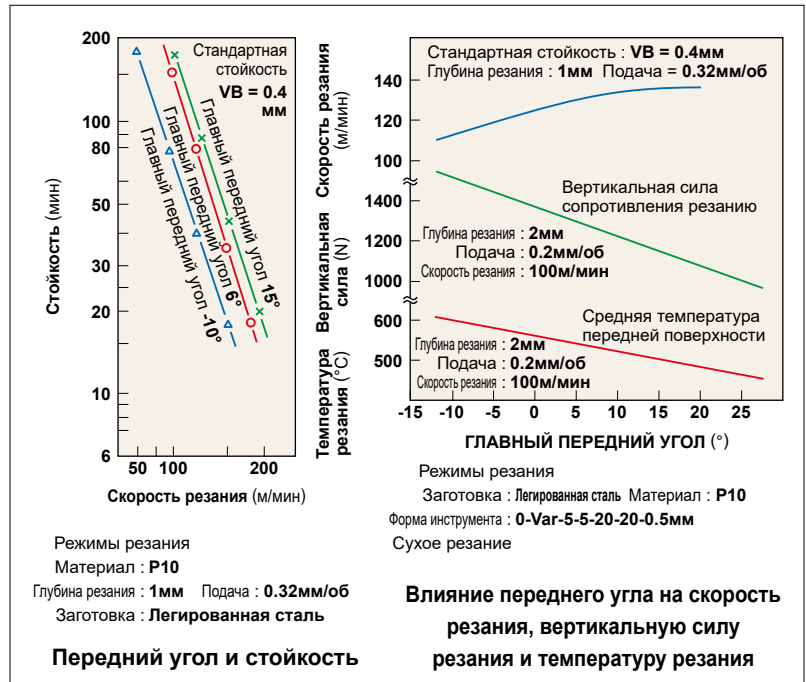 200
100
80
50
30
20
10
6
Стойкость (мин)
Стандартная
стойкость
VB = 0.4
мм
Главный передний угол 15°
Главный передний угол 6°
Главный передний угол -10°
50 100 200
Скорость резания (м/мин)
Режимы резания
Материал : P10
Глубина резания : 1мм Подача : 0.32мм/об
Заготовка : Легированная сталь
Передний угол и стойкость
Скорость резания
(м/мин)
Вертикальная
сила (N)
Температура
резания (°C)
140
120
100
1400
1200
1000
600
500
Стандартная стойкость : VB = 0.4мм
Глубина резания : 1мм Подача = 0.32мм/об
Вертикальная сила
сопротивления резанию
Глубина резания : 2мм
Подача : 0.2мм/об
Скорость резания : 100м/мин
Средняя температура
передней поверхности
Глубина резания : 2мм
Подача : 0.2мм/об
Скорость резания : 100м/мин
-15 -10 -5 0 5 10 15 20 25
ГЛАВНЫЙ ПЕРЕДНИЙ УГОЛ (°)
Режимы резания
Заготовка : Легированная сталь Материал : P10
Форма инструмента : 0-Var-5-5-20-20-0.5мм
Сухое резание
Влияние переднего угла на скорость
резания, вертикальную силу
резания и температуру резания